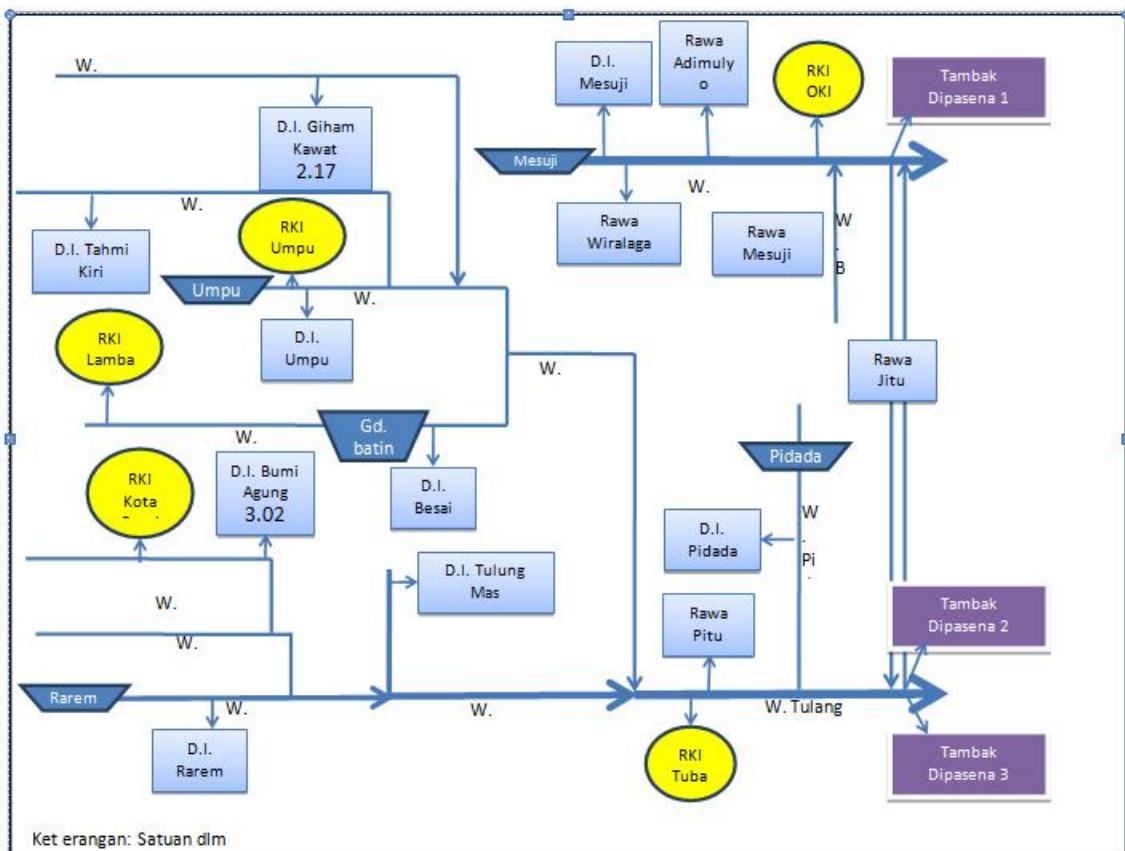 W.
D.I. Giham
Kawat
2.17
W.
D.I. Tahmi
Kiri
RKI
Umpu
Umpu
W.
D.I.
Umpu
RKI
Lamba
W.
Gd.
batin
W.
D.I.
Besai
RKI
Kota
D.I. Bumi
Agung
3.02
W.
W.
D.I. Tulung
Mas
Rarem
W.
D.I.
Rarem
W.
D.I.
Mesuji
Rawa
Adimuly
o
RKI
OKI
Tambak
Dipasena 1
Mesuji
W.
Rawa
Wiralaga
Rawa
Mesuji
W
.
B
Rawa
Jitu
Pidada
D.I.
Pidada
W
.
Pi
Rawa
Pitu
W. Tulang
RKI
Tuba
Tambak
Dipasena 2
Tambak
Dipasena 3
Ket erangan: Satuan dlm